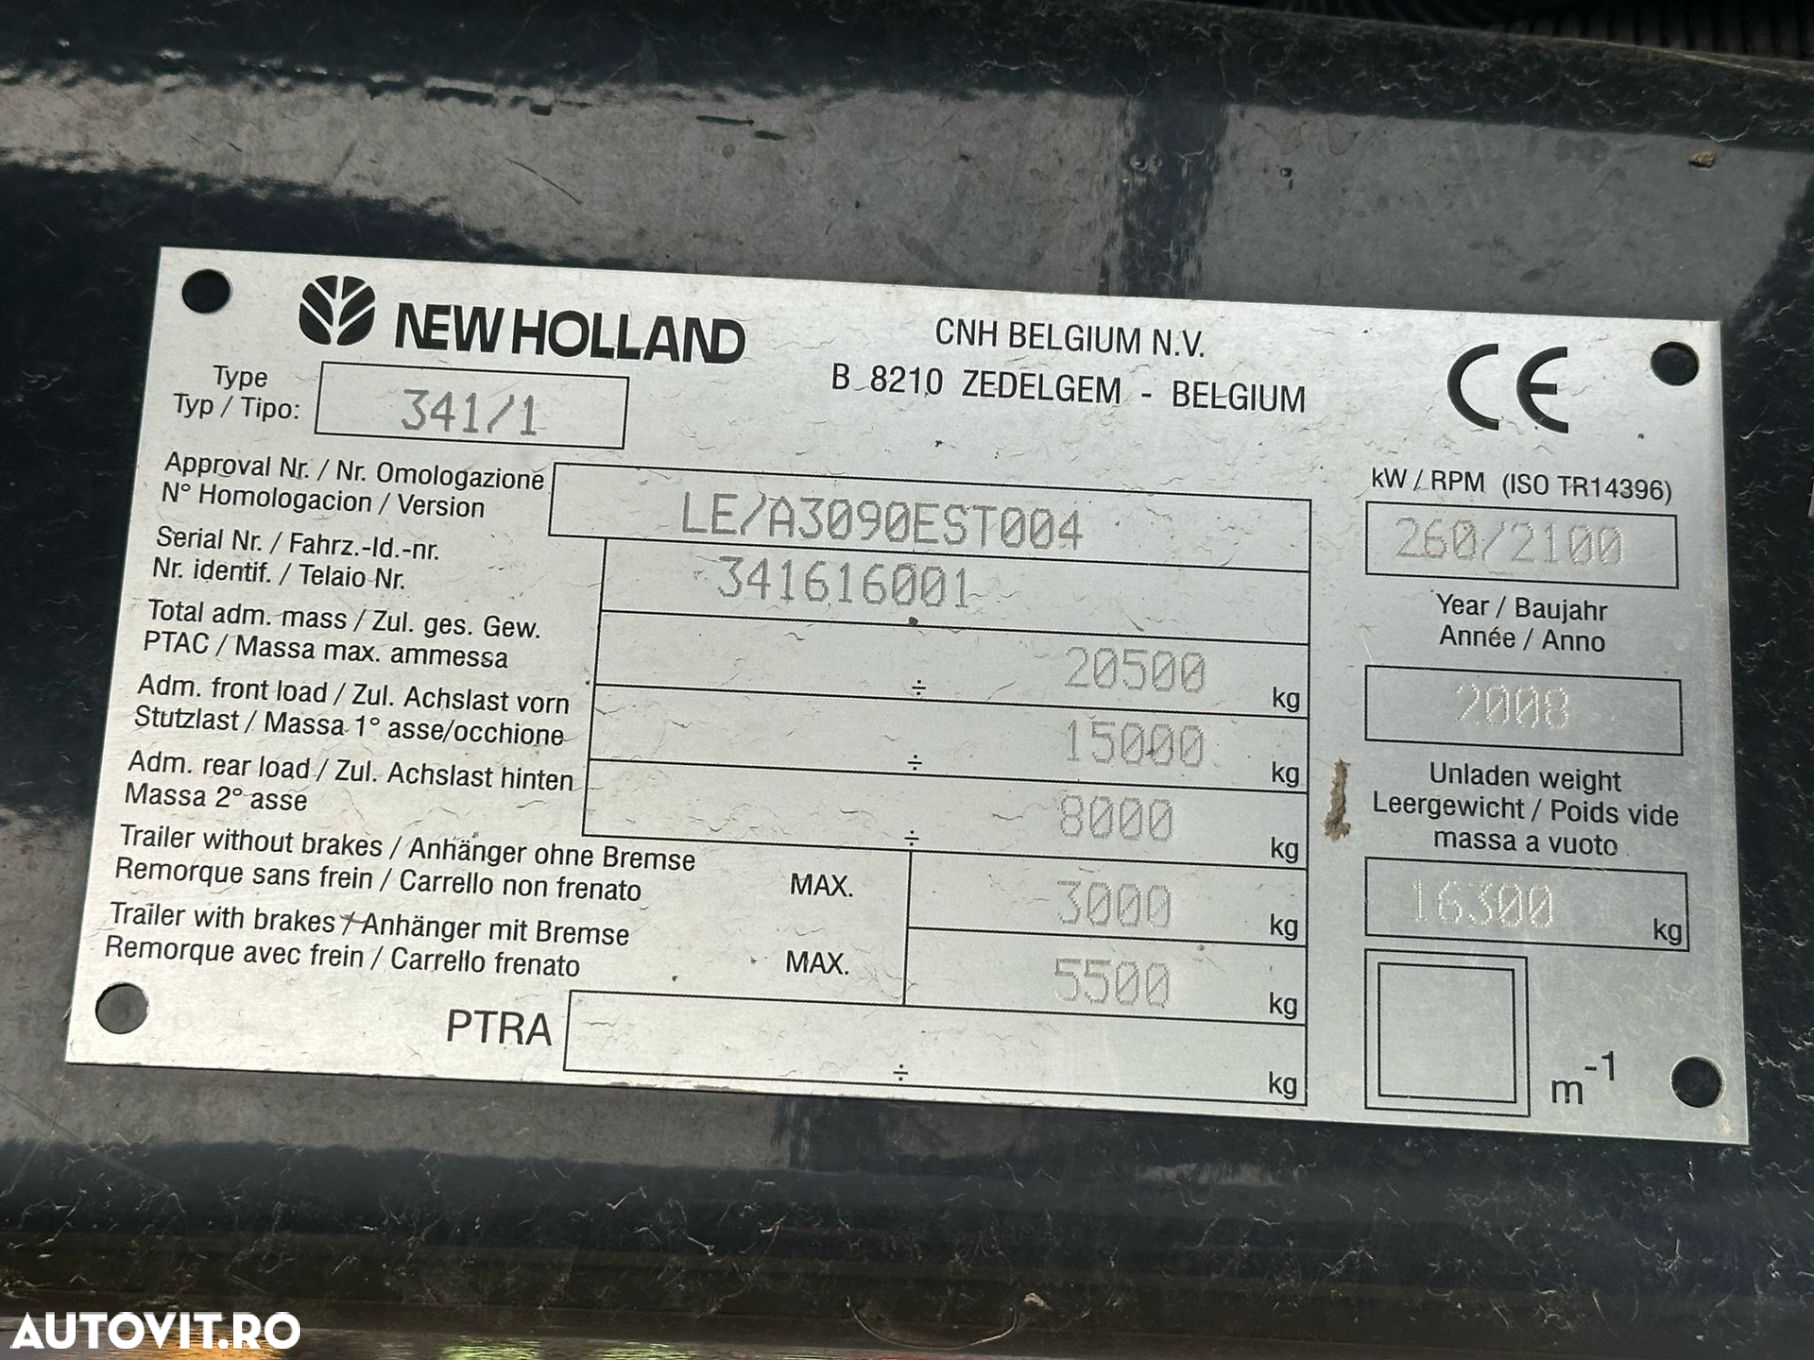 NEW HOLLAND
CNH BELGIUM N.V.
B 8210 ZEDELGEM - BELGIUM
CE
Type
Typ / Tipo:
341/1
Approval Nr. / Nr. Omologazione
N° Homologacion / Version
LE/A3090EST004
Serial Nr. / Fahrz.-Id.-nr.
Nr. identif. / Telaio Nr.
341616001
Total adm. mass / Zul. ges. Gew.
PTAC / Massa max. ammessa
÷ 20500 kg
Adm. front load / Zul. Achslast vorn
Stutzlast / Massa 1° asse/occhione
÷ 15000 kg
Adm. rear load / Zul. Achslast hinten
Massa 2° asse
÷ 8000 kg
Trailer without brakes / Anhänger ohne Bremse
Remorque sans frein / Carrello non frenato
MAX. 3000 kg
Trailer with brakes / Anhänger mit Bremse
Remorque avec frein / Carrello frenato
MAX. 5500 kg
PTRA ÷ kg
kW / RPM (ISO TR14396)
260/2100
Year / Baujahr
Année / Anno
2008
Unladen weight
Leergewicht / Poids vide
massa a vuoto
16300 kg
m-1
AUTOVIT.RO